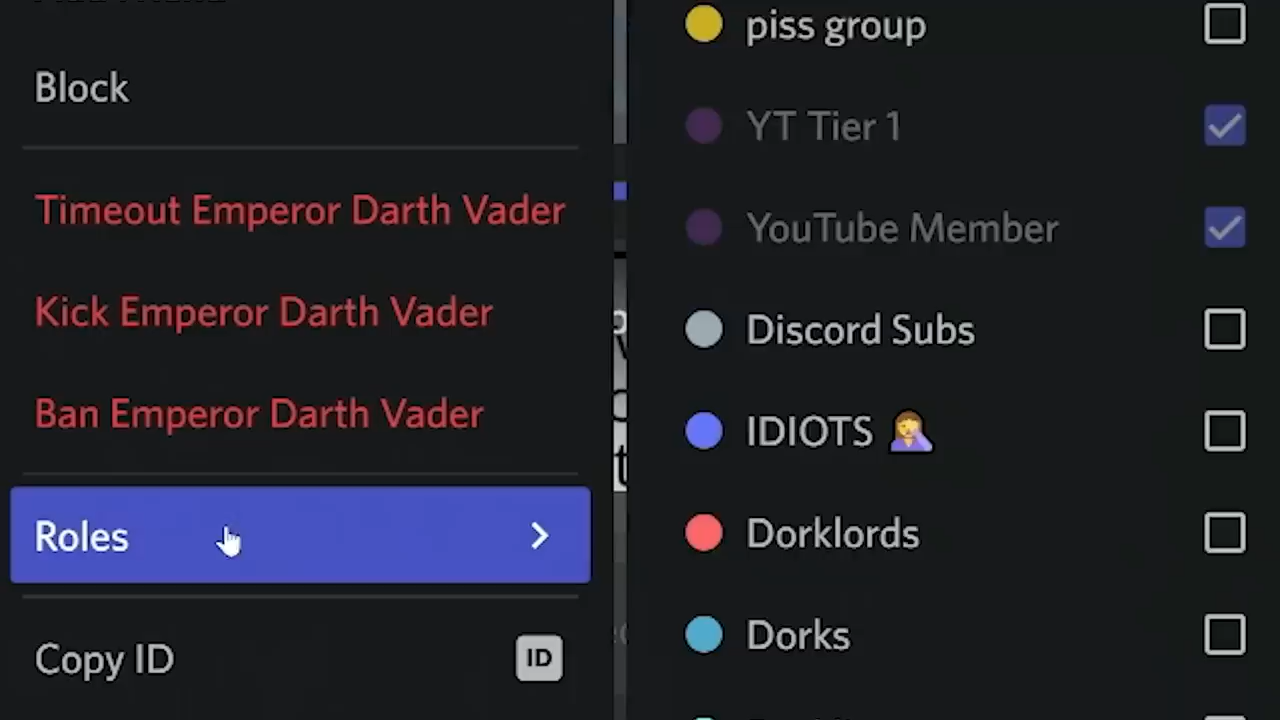 Block
Timeout Emperor Darth Vader
Kick Emperor Darth Vader
Ban Emperor Darth Vader
Roles
Copy ID
ID
piss group
YT Tier 1
YouTube Member
Discord Subs
IDIOTS 🤦
Dorklords
Dorks